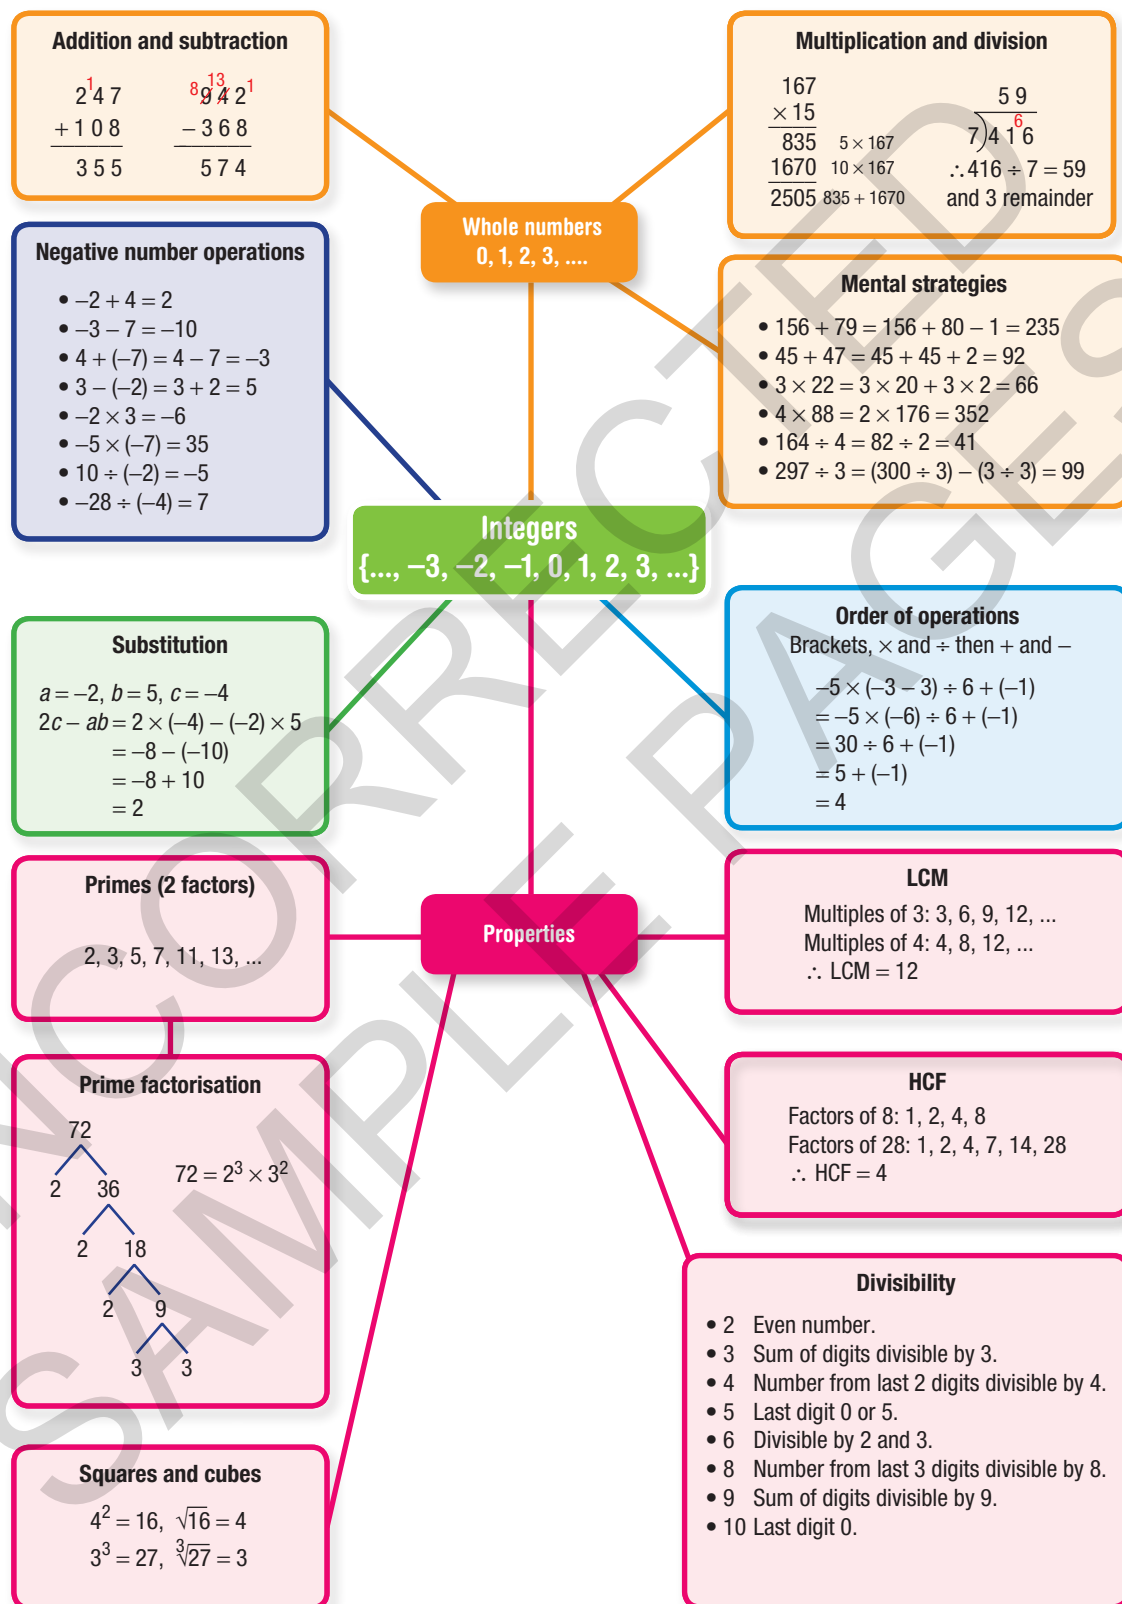 Addition and subtraction
1
2 4 7
+ 1 0 8
3 5 5
8 13 1
9 4 2
− 3 6 8
5 7 4
Multiplication and division
167
× 15
835 5 × 167
1670 10 × 167
2505 835 + 1670
5 9
6
7)4 1 6
∴ 416 ÷ 7 = 59
and 3 remainder
Whole numbers
0, 1, 2, 3, ....
Negative number operations
• −2 + 4 = 2
• −3 − 7 = −10
• 4 + (−7) = 4 − 7 = −3
• 3 − (−2) = 3 + 2 = 5
• −2 × 3 = −6
• −5 × (−7) = 35
• 10 ÷ (−2) = −5
• −28 ÷ (−4) = 7
Mental strategies
• 156 + 79 = 156 + 80 − 1 = 235
• 45 + 47 = 45 + 45 + 2 = 92
• 3 × 22 = 3 × 20 + 3 × 2 = 66
• 4 × 88 = 2 × 176 = 352
• 164 ÷ 4 = 82 ÷ 2 = 41
• 297 ÷ 3 = (300 ÷ 3) − (3 ÷ 3) = 99
Integers
{..., −3, −2, −1, 0, 1, 2, 3, ...}
Substitution
a = −2, b = 5, c = −4
2c − ab = 2 × (−4) − (−2) × 5
= −8 − (−10)
= −8 + 10
= 2
Order of operations
Brackets, × and ÷ then + and −
−5 × (−3 − 3) ÷ 6 + (−1)
= −5 × (−6) ÷ 6 + (−1)
= 30 ÷ 6 + (−1)
= 5 + (−1)
= 4
Primes (2 factors)
2, 3, 5, 7, 11, 13, ...
Properties
LCM
Multiples of 3: 3, 6, 9, 12, ...
Multiples of 4: 4, 8, 12, ...
∴ LCM = 12
Prime factorisation
72
72 = 2³ × 3²
2 36
2 18
2 9
3 3
HCF
Factors of 8: 1, 2, 4, 8
Factors of 28: 1, 2, 4, 7, 14, 28
∴ HCF = 4
Divisibility
• 2 Even number.
• 3 Sum of digits divisible by 3.
• 4 Number from last 2 digits divisible by 4.
• 5 Last digit 0 or 5.
• 6 Divisible by 2 and 3.
• 8 Number from last 3 digits divisible by 8.
• 9 Sum of digits divisible by 9.
• 10 Last digit 0.
Squares and cubes
4² = 16, √16 = 4
3³ = 27, ∛27 = 3
NCORRECTED
SAMPLE PAGES